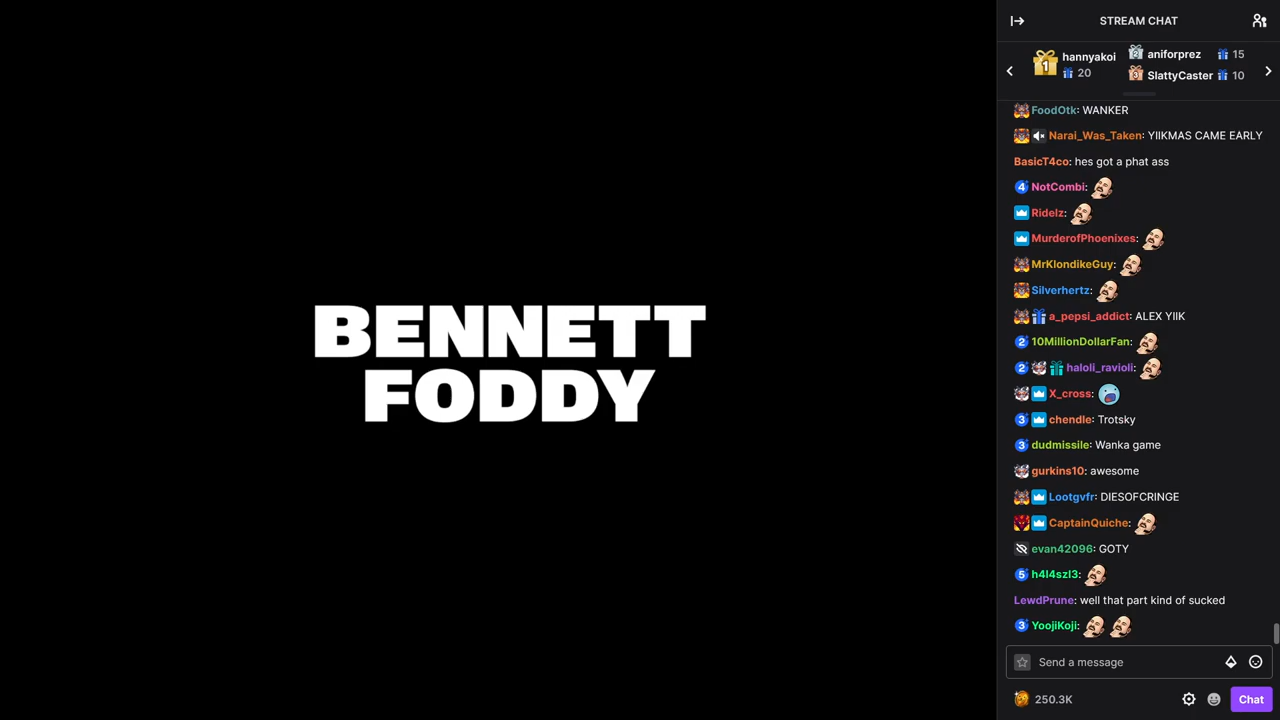 BENNETT
FODDY
STREAM CHAT
1 hannyakoi
20
2 aniforprez 15
3 SlattyCaster 10
FoodOtk: WANKER
Narai_Was_Taken: YIIKMAS CAME EARLY
BasicT4co: hes got a phat ass
4 NotCombi:
Ridelz:
MurderofPhoenixes:
MrKlondikeGuy:
Silverhertz:
a_pepsi_addict: ALEX YIIK
2 10MillionDollarFan:
2 haloli_ravioli:
X_cross:
3 chendle: Trotsky
3 dudmissile: Wanka game
gurkins10: awesome
Lootgvfr: DIESOFCRINGE
CaptainQuiche:
evan42096: GOTY
5 h4l4szl3:
LewdPrune: well that part kind of sucked
3 YoojiKoji:
Send a message
250.3K
Chat